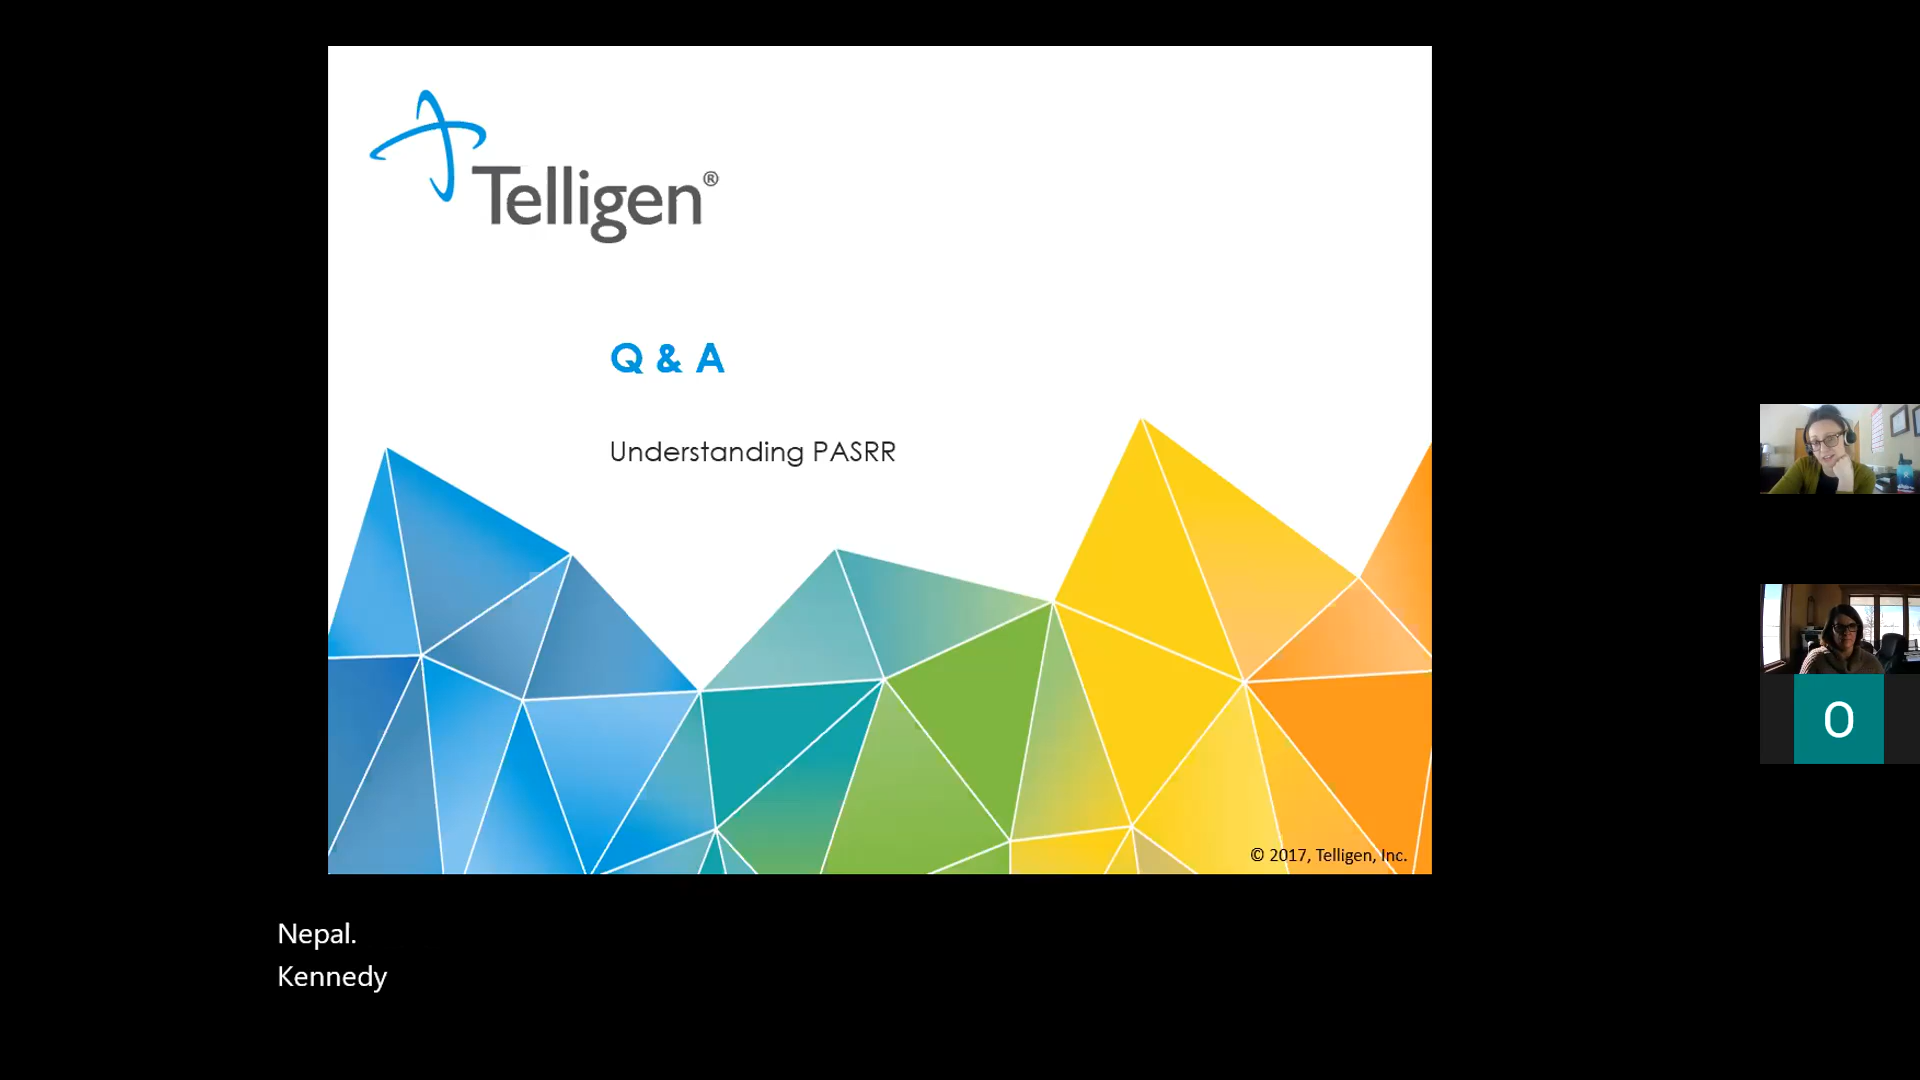 Telligen®
Q & A
Understanding PASRR
© 2017, Telligen, Inc.
O
Nepal.
Kennedy